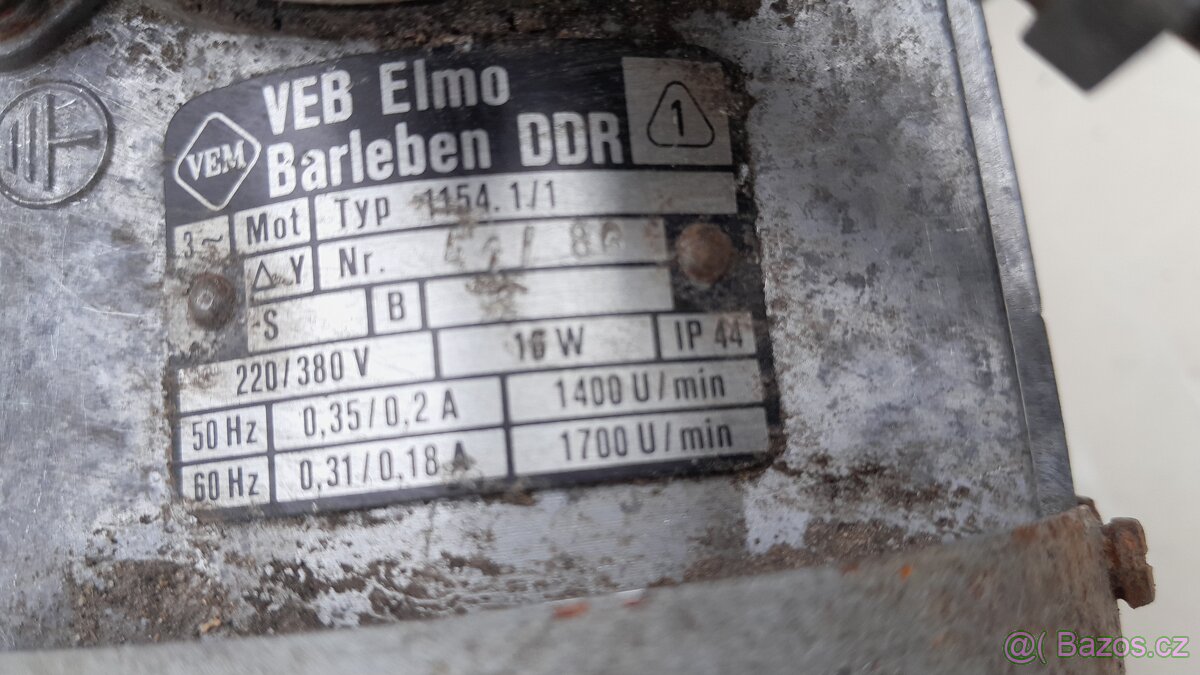 VEB Elmo
VEM Barleben DDR 1
3~ Mot Typ 1154.1/1
Δ Y Nr.
S B
220/380 V 16 W IP 44
50 Hz 0,35/0,2 A 1400 U/min
60 Hz 0,31/0,18 A 1700 U/min
@( Bazos.cz